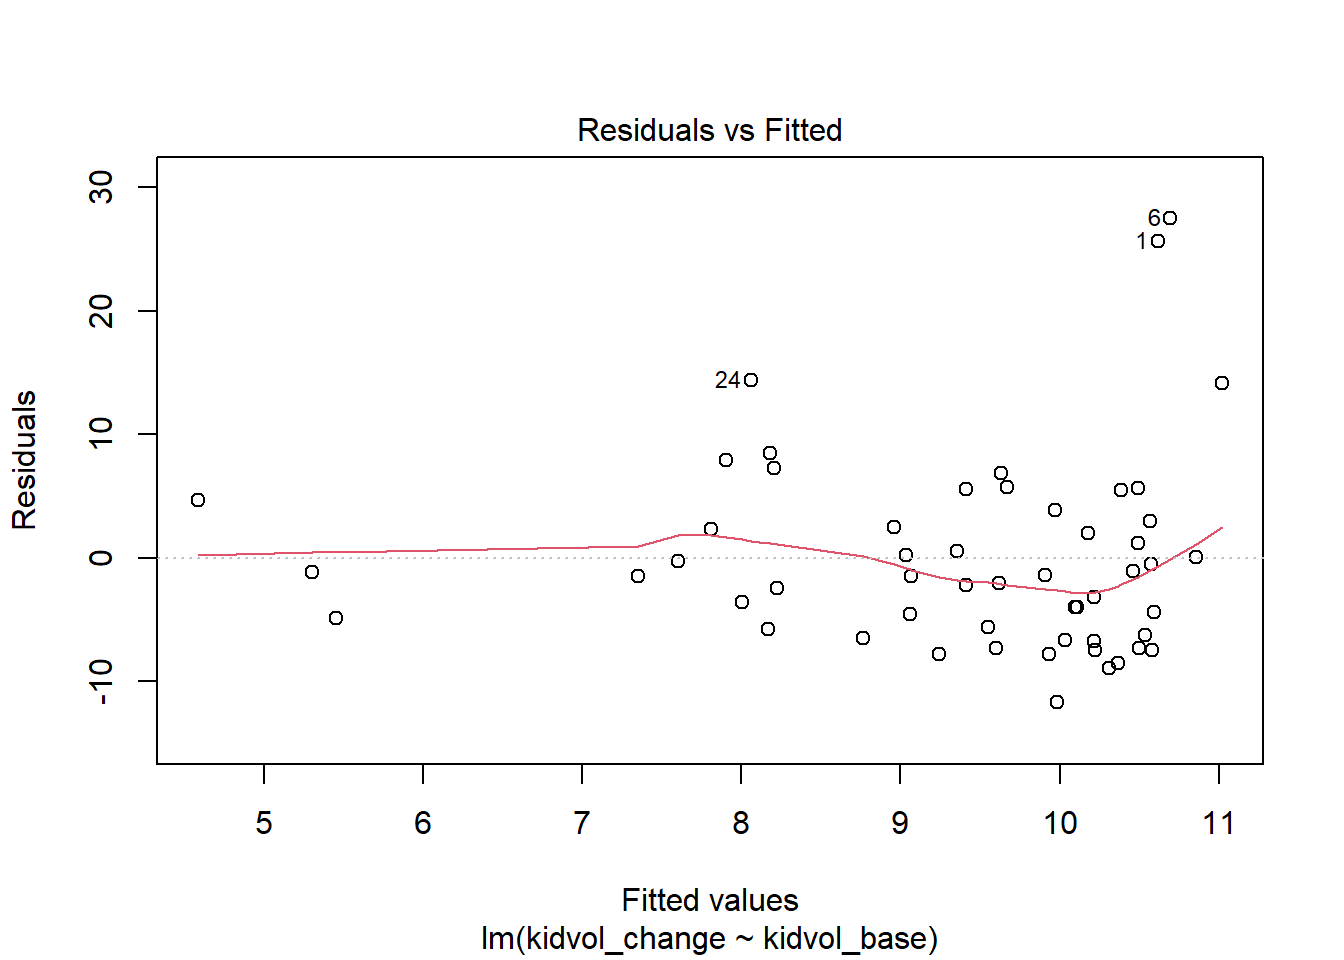 Residuals vs Fitted
Residuals
30
20
10
0
-10
6
1
24
5 6 7 8 9 10 11
Fitted values
lm(kidvol_change ~ kidvol_base)